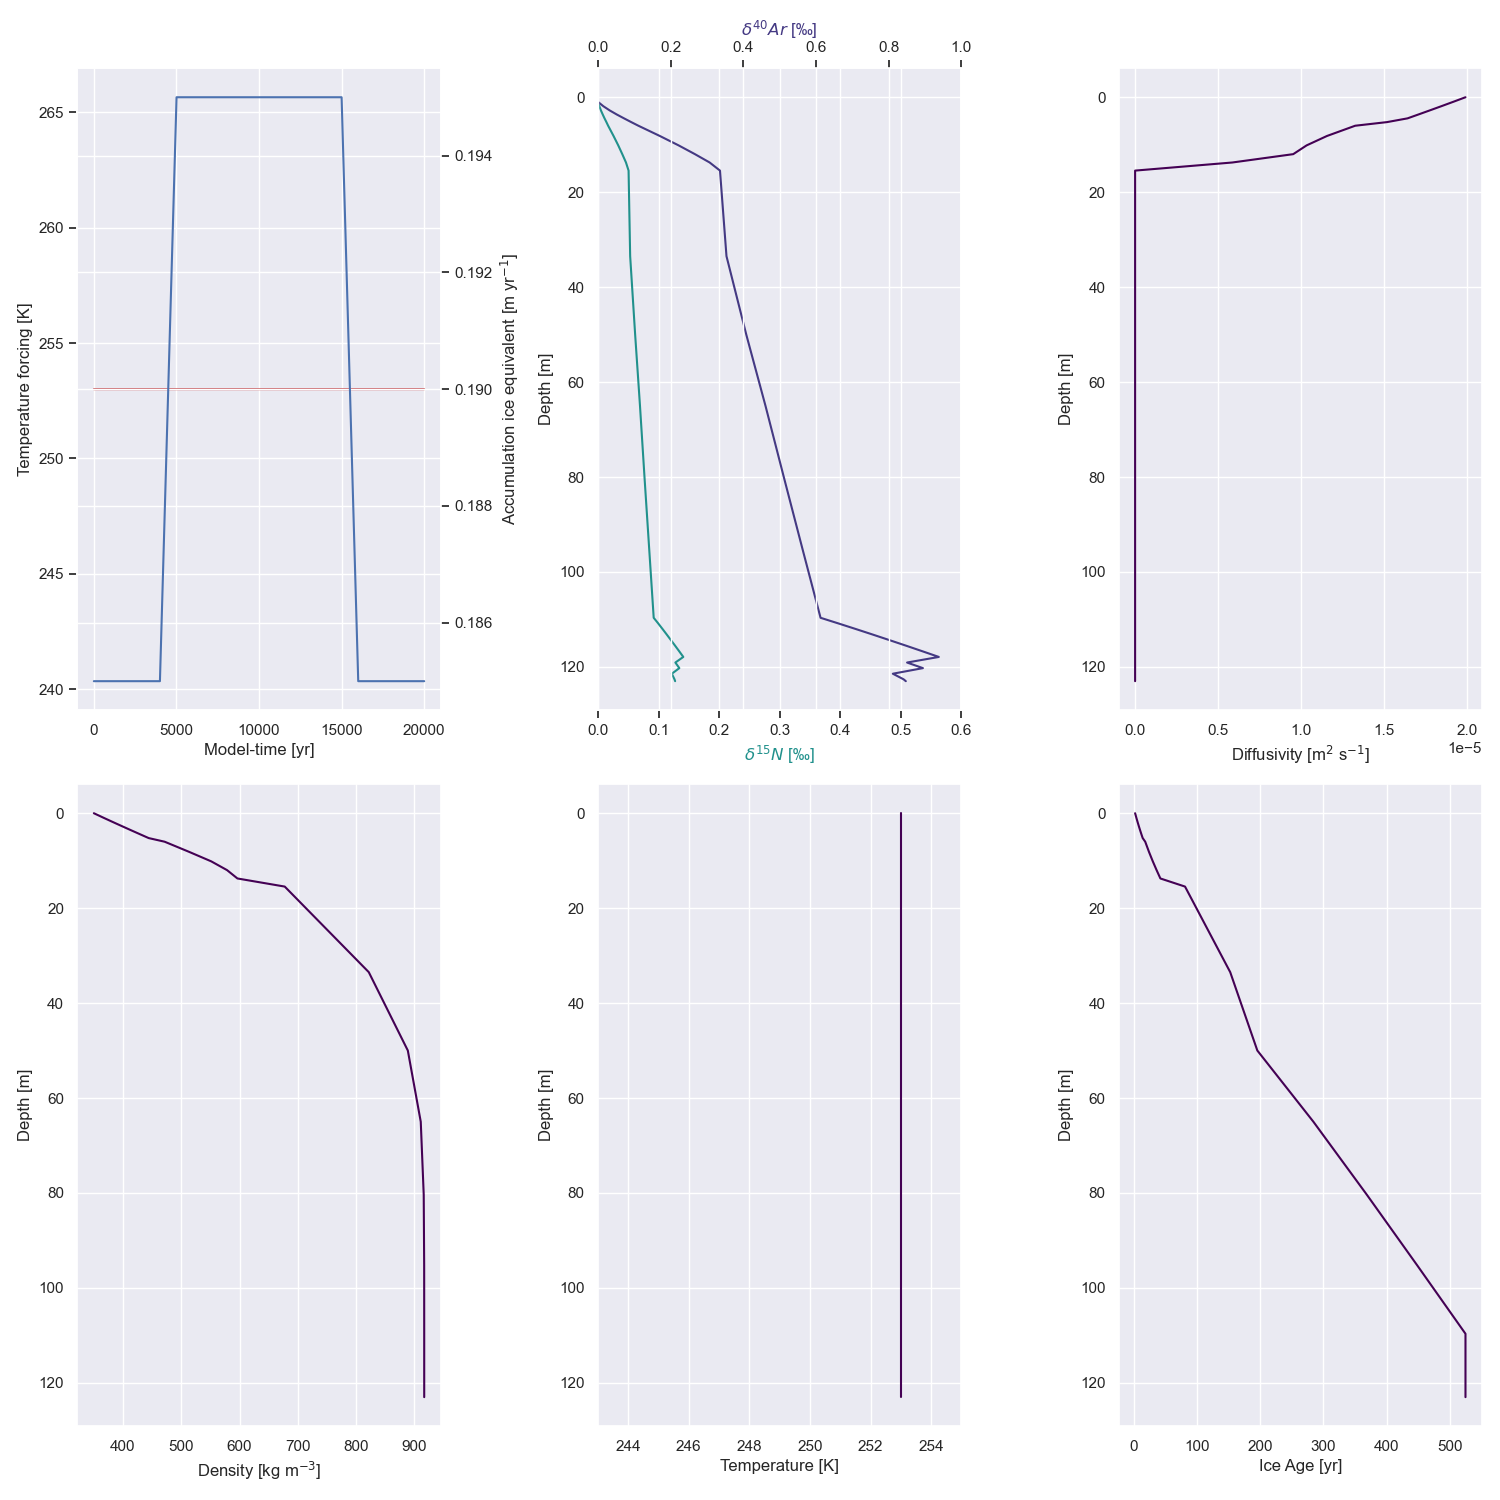 δ⁴⁰Ar [‰]
0.0 0.2 0.4 0.6 0.8 1.0
265
260
255
250
245
240
Temperature forcing [K]
0.194
0.192
0.190
0.188
0.186
Accumulation ice equivalent [m yr⁻¹]
0 5000 10000 15000 20000
Model-time [yr]
0
20
40
60
80
100
120
Depth [m]
0.0 0.1 0.2 0.3 0.4 0.5 0.6
δ¹⁵N [‰]
0
20
40
60
80
100
120
Depth [m]
0.0 0.5 1.0 1.5 2.0
1e−5
Diffusivity [m² s⁻¹]
0
20
40
60
80
100
120
Depth [m]
400 500 600 700 800 900
Density [kg m⁻³]
0
20
40
60
80
100
120
Depth [m]
244 246 248 250 252 254
Temperature [K]
0
20
40
60
80
100
120
Depth [m]
0 100 200 300 400 500
Ice Age [yr]